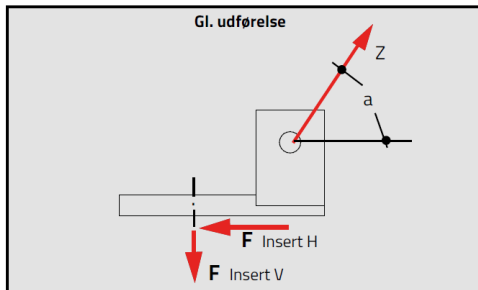 Gl. udførelse
Z
a
F Insert H
F Insert V